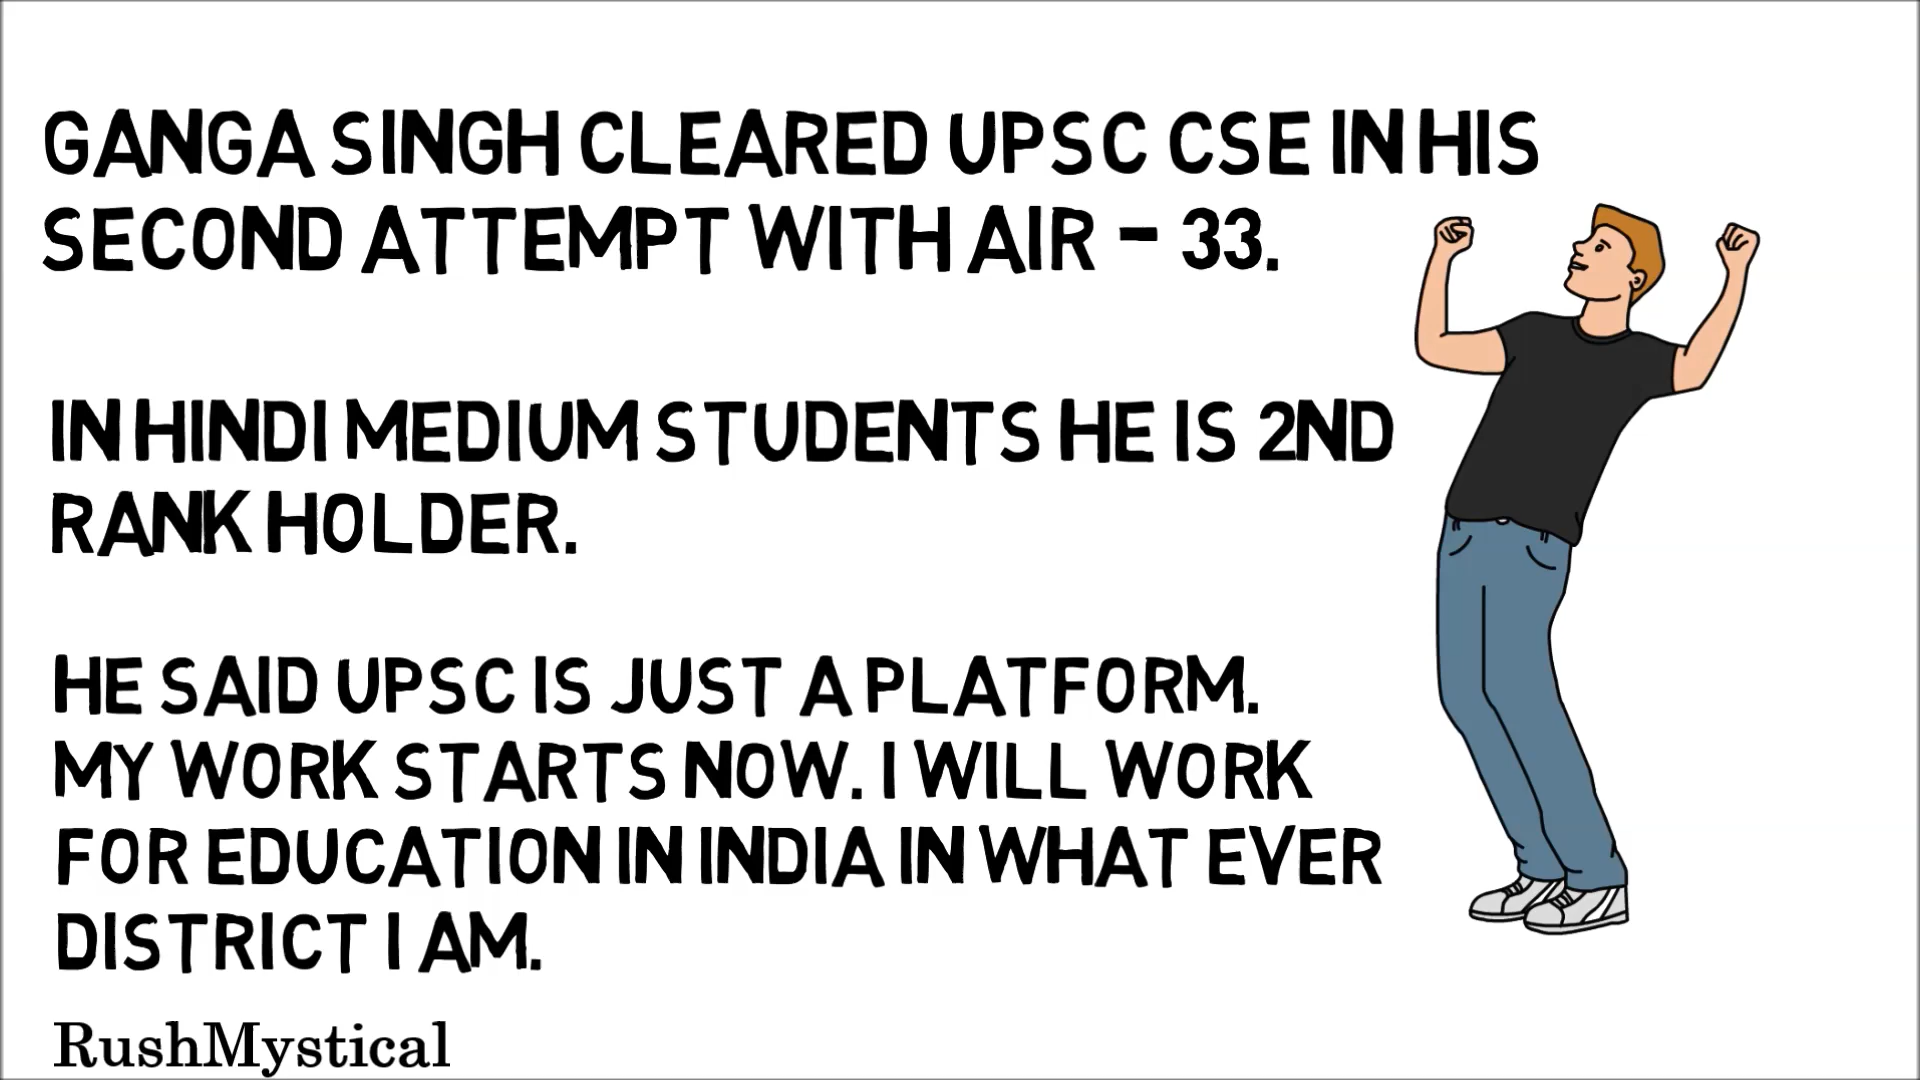 GANGA SINGH CLEARED UPSC CSE IN HIS
SECOND ATTEMPT WITH AIR - 33.
IN HINDI MEDIUM STUDENTS HE IS 2ND
RANK HOLDER.
HE SAID UPSC IS JUST A PLATFORM.
MY WORK STARTS NOW. I WILL WORK
FOR EDUCATION IN INDIA IN WHAT EVER
DISTRICT I AM.
RushMystical